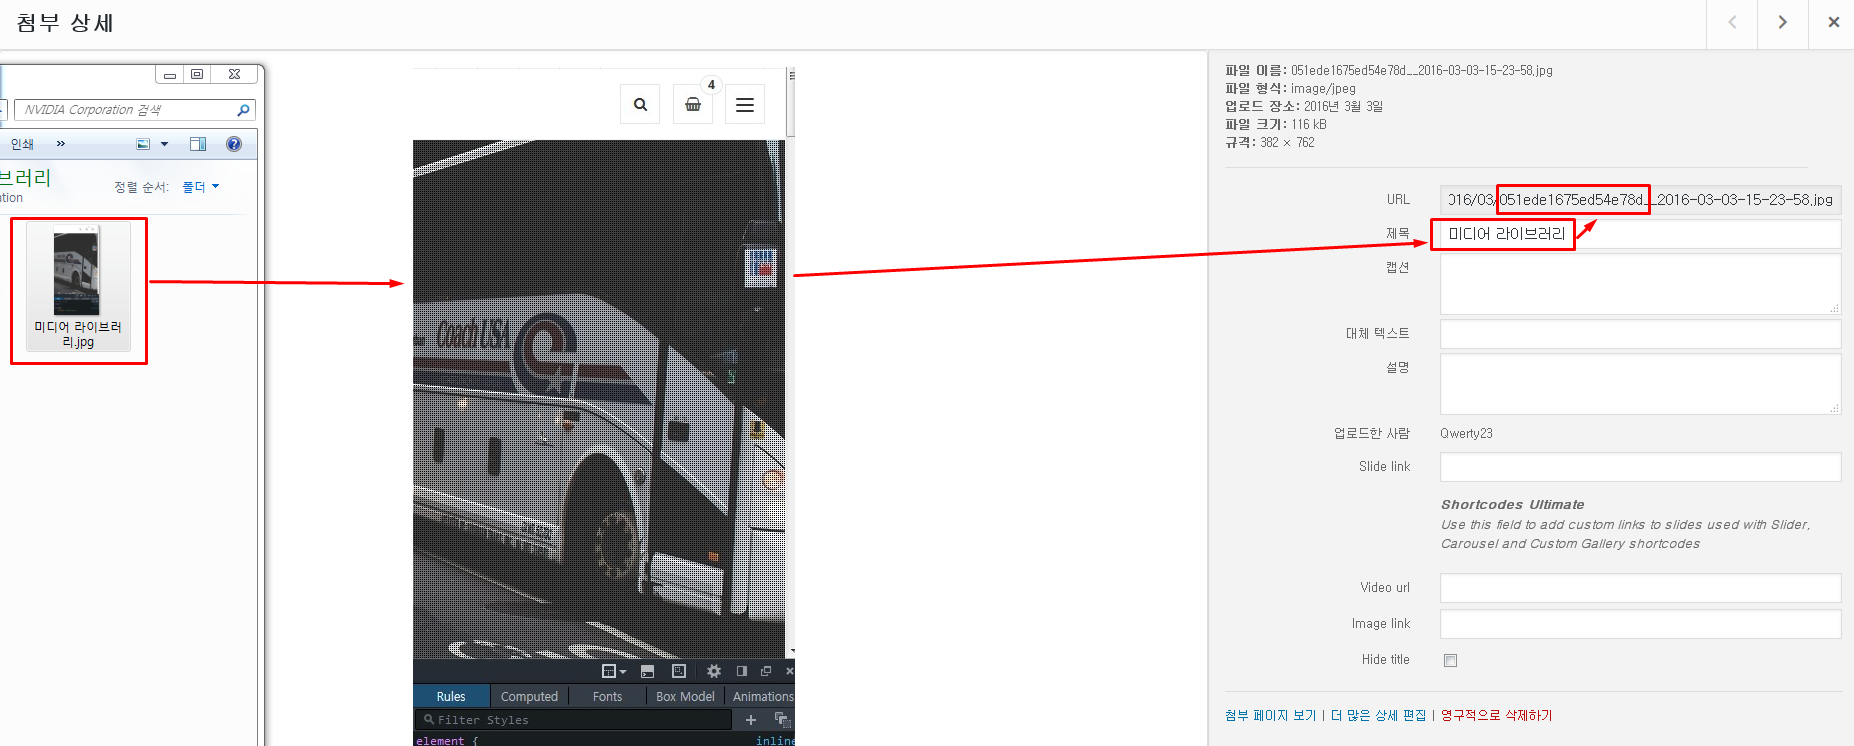 첨부 상세
NVIDIA Corporation 검색
인쇄 »
브러리
ation
정렬 순서: 폴더
미디어 라이브러
리.jpg
4
Coach USA
Rules Computed Fonts Box Model Animations
Filter Styles
element { inline
파일 이름: 051ede1675ed54e78d__2016-03-03-15-23-58.jpg
파일 형식: image/jpeg
업로드 장소: 2016년 3월 3일
파일 크기: 116 kB
규격: 382 × 762
URL 016/03/051ede1675ed54e78d__2016-03-03-15-23-58.jpg
제목 미디어 라이브러리
캡션
대체 텍스트
설명
업로드한 사람 Qwerty23
Slide link
Shortcodes Ultimate
Use this field to add custom links to slides used with Slider,
Carousel and Custom Gallery shortcodes
Video url
Image link
Hide title
첨부 페이지 보기 | 더 많은 상세 편집 | 영구적으로 삭제하기